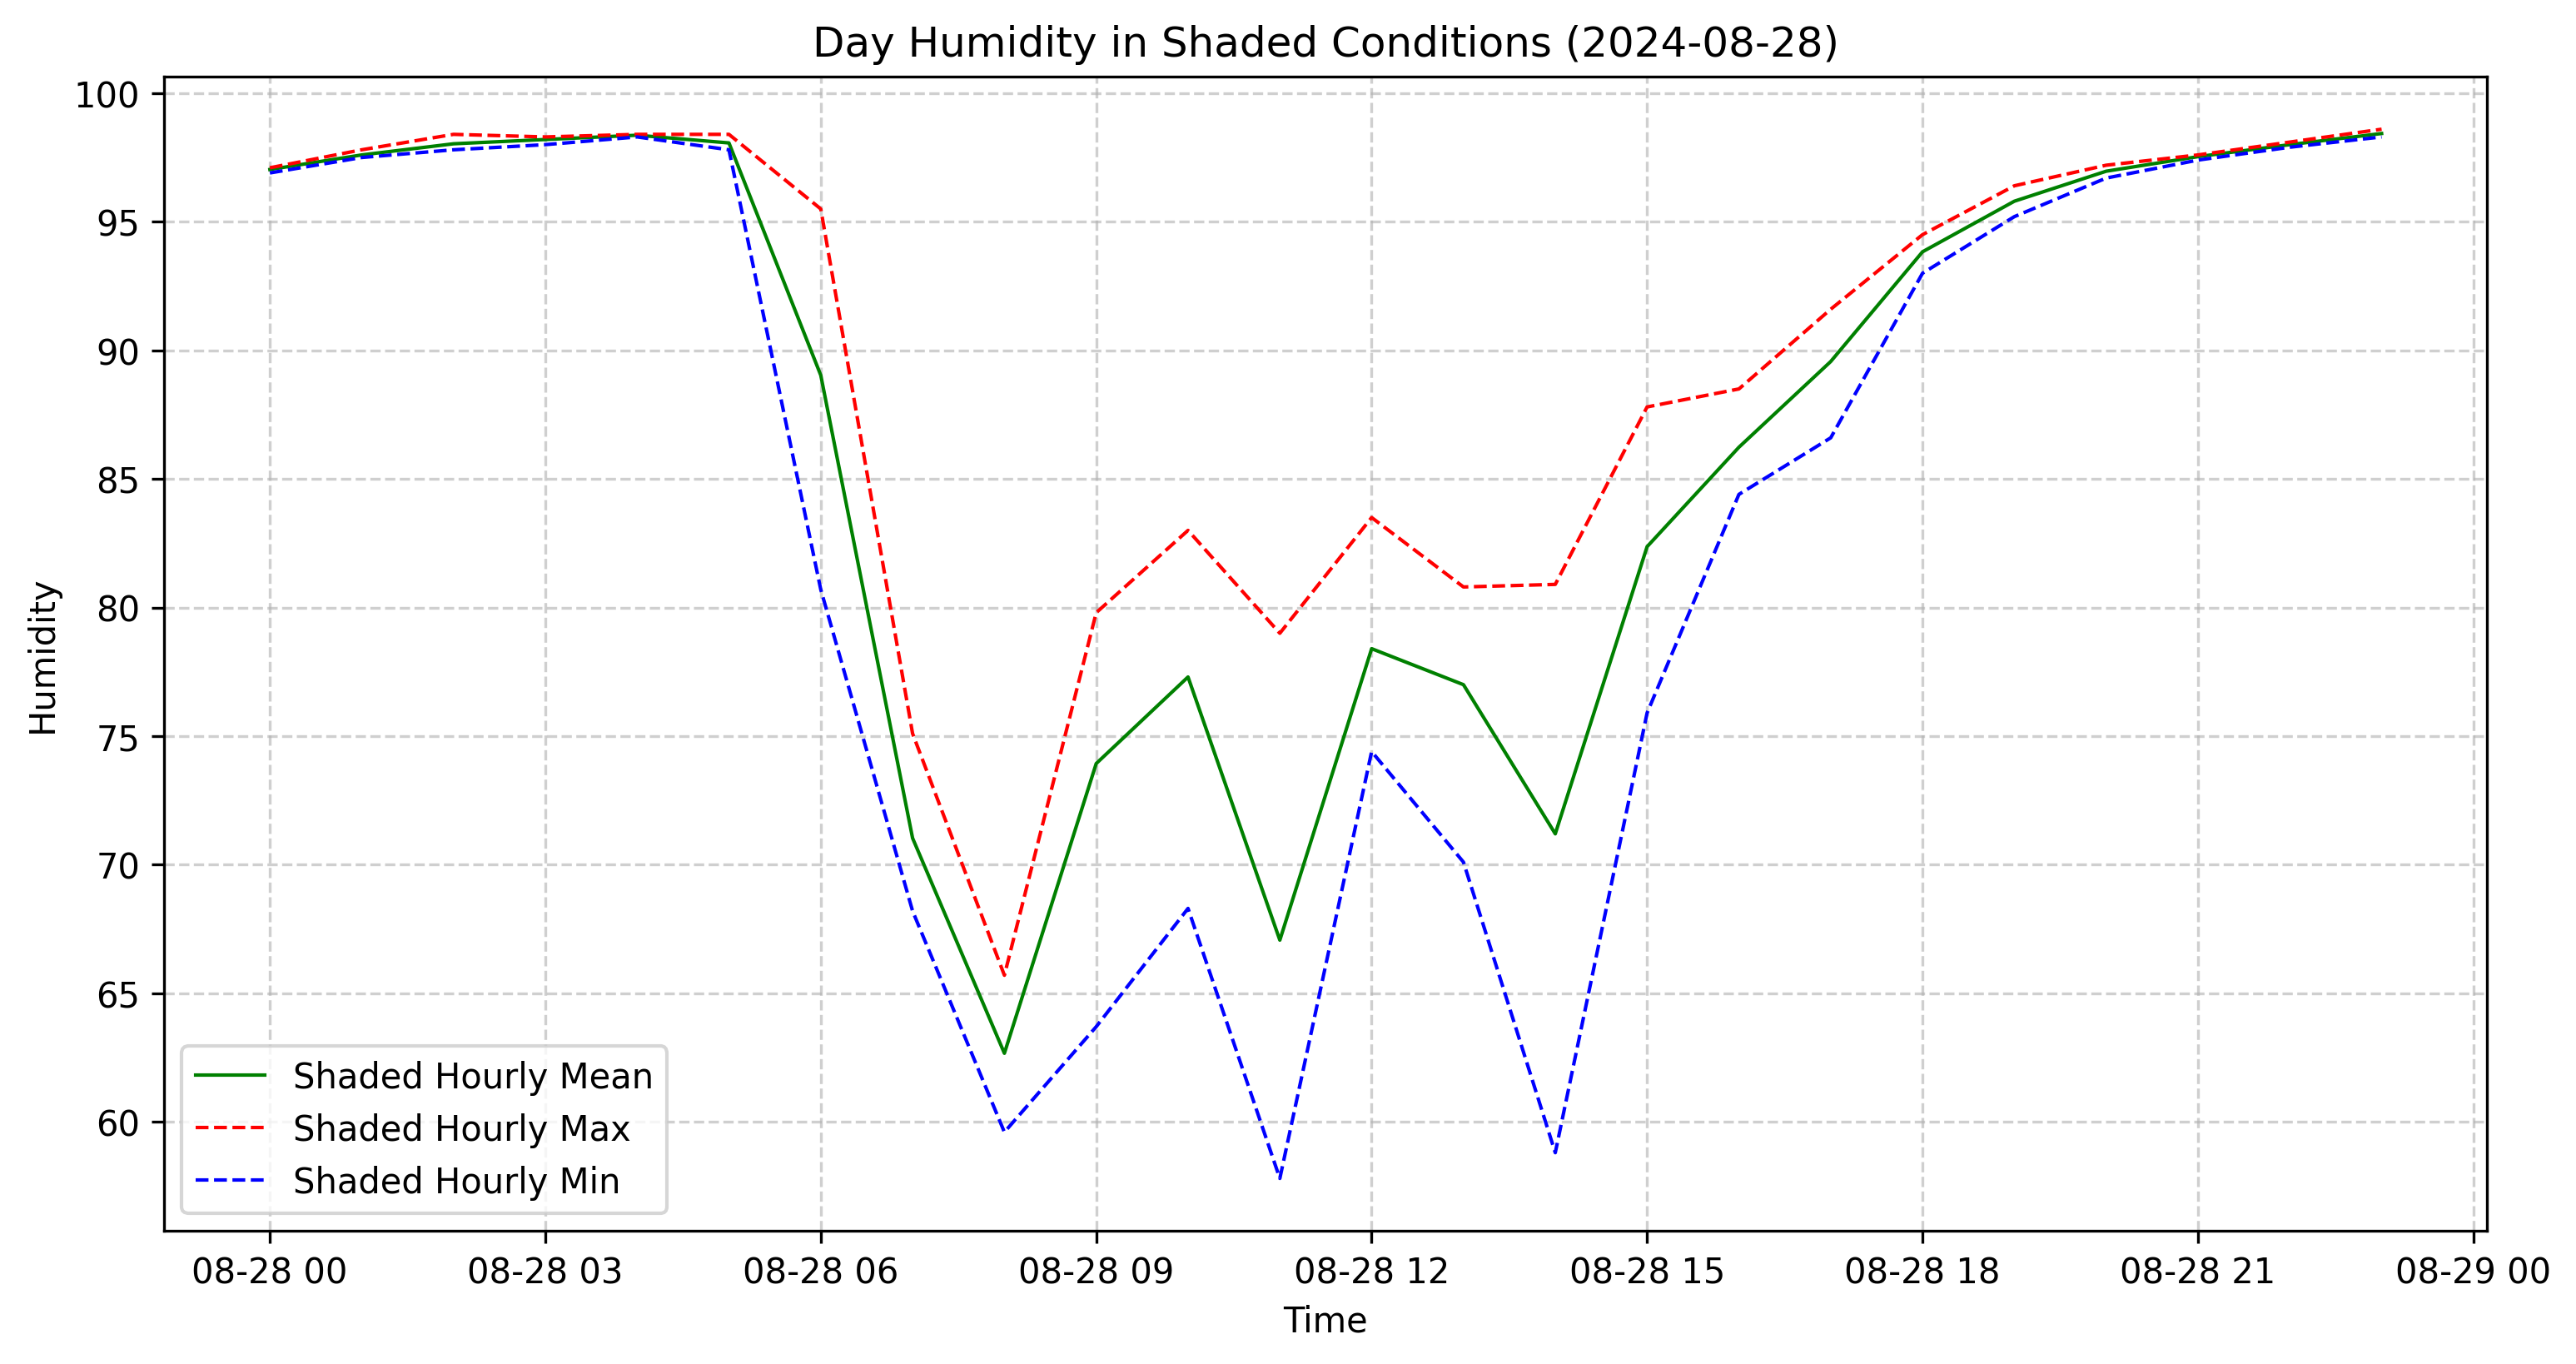 Day Humidity in Shaded Conditions (2024-08-28)
100
95
90
85
80
75
70
65
60
Humidity
Shaded Hourly Mean
Shaded Hourly Max
Shaded Hourly Min
08-28 00 08-28 03 08-28 06 08-28 09 08-28 12 08-28 15 08-28 18 08-28 21 08-29 00
Time